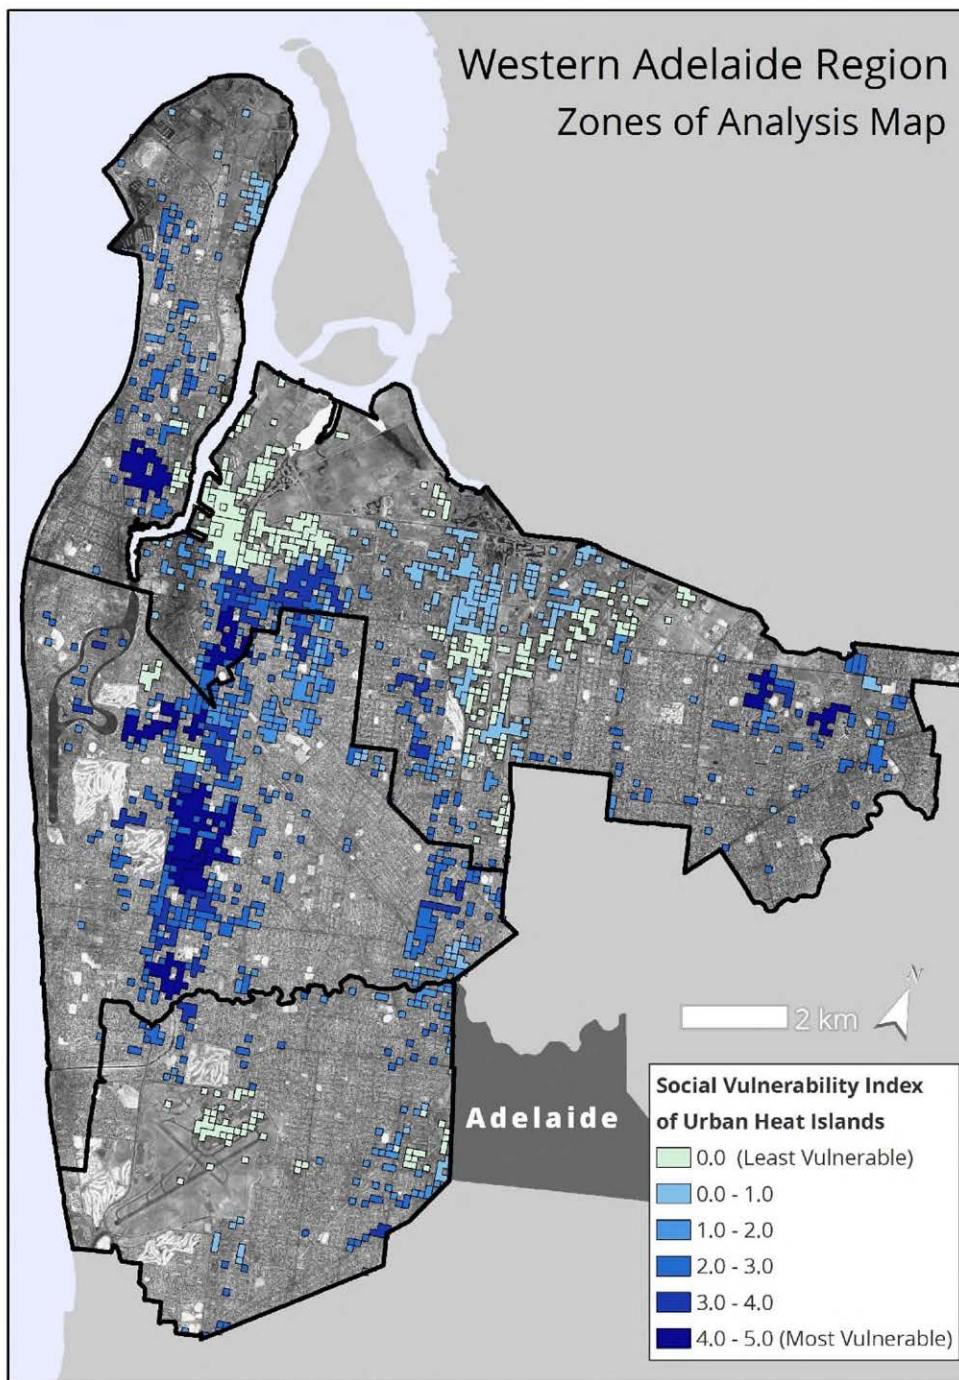 Western Adelaide Region
Zones of Analysis Map
N
2 km
Adelaide
Social Vulnerability Index
of Urban Heat Islands
0.0 (Least Vulnerable)
0.0 - 1.0
1.0 - 2.0
2.0 - 3.0
3.0 - 4.0
4.0 - 5.0 (Most Vulnerable)